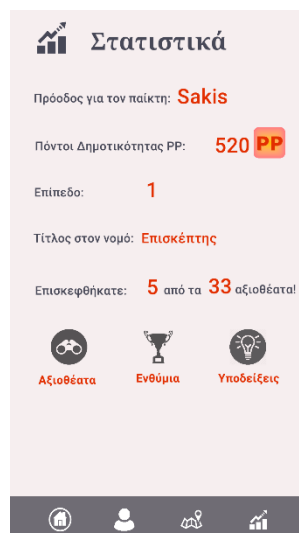 Στατιστικά
Πρόοδος για τον παίκτη: Sakis
Πόντοι Δημοτικότητας PP: 520 PP
Επίπεδο: 1
Τίτλος στον νομό: Επισκέπτης
Επισκεφθήκατε: 5 από τα 33 αξιοθέατα!
Αξιοθέατα Ενθύμια Υποδείξεις